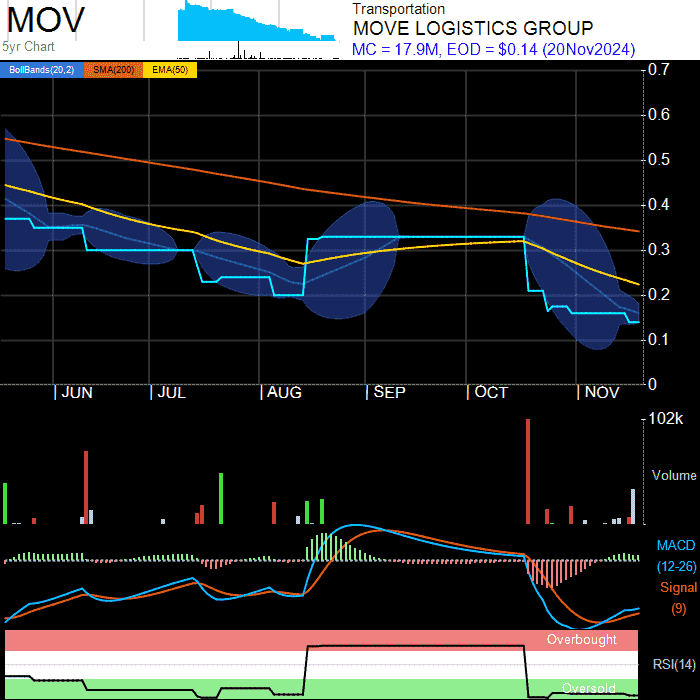 MOV
5yr Chart
Transportation
MOVE LOGISTICS GROUP
MC = 17.9M, EOD = $0.14 (20Nov2024)
BollBands(20,2) SMA(200) EMA(50)
0.7
0.6
0.5
0.4
0.3
0.2
0.1
0
| JUN | JUL | AUG | SEP | OCT | NOV
102k
Volume
MACD
(12-26)
Signal
(9)
Overbought
RSI(14)
Oversold